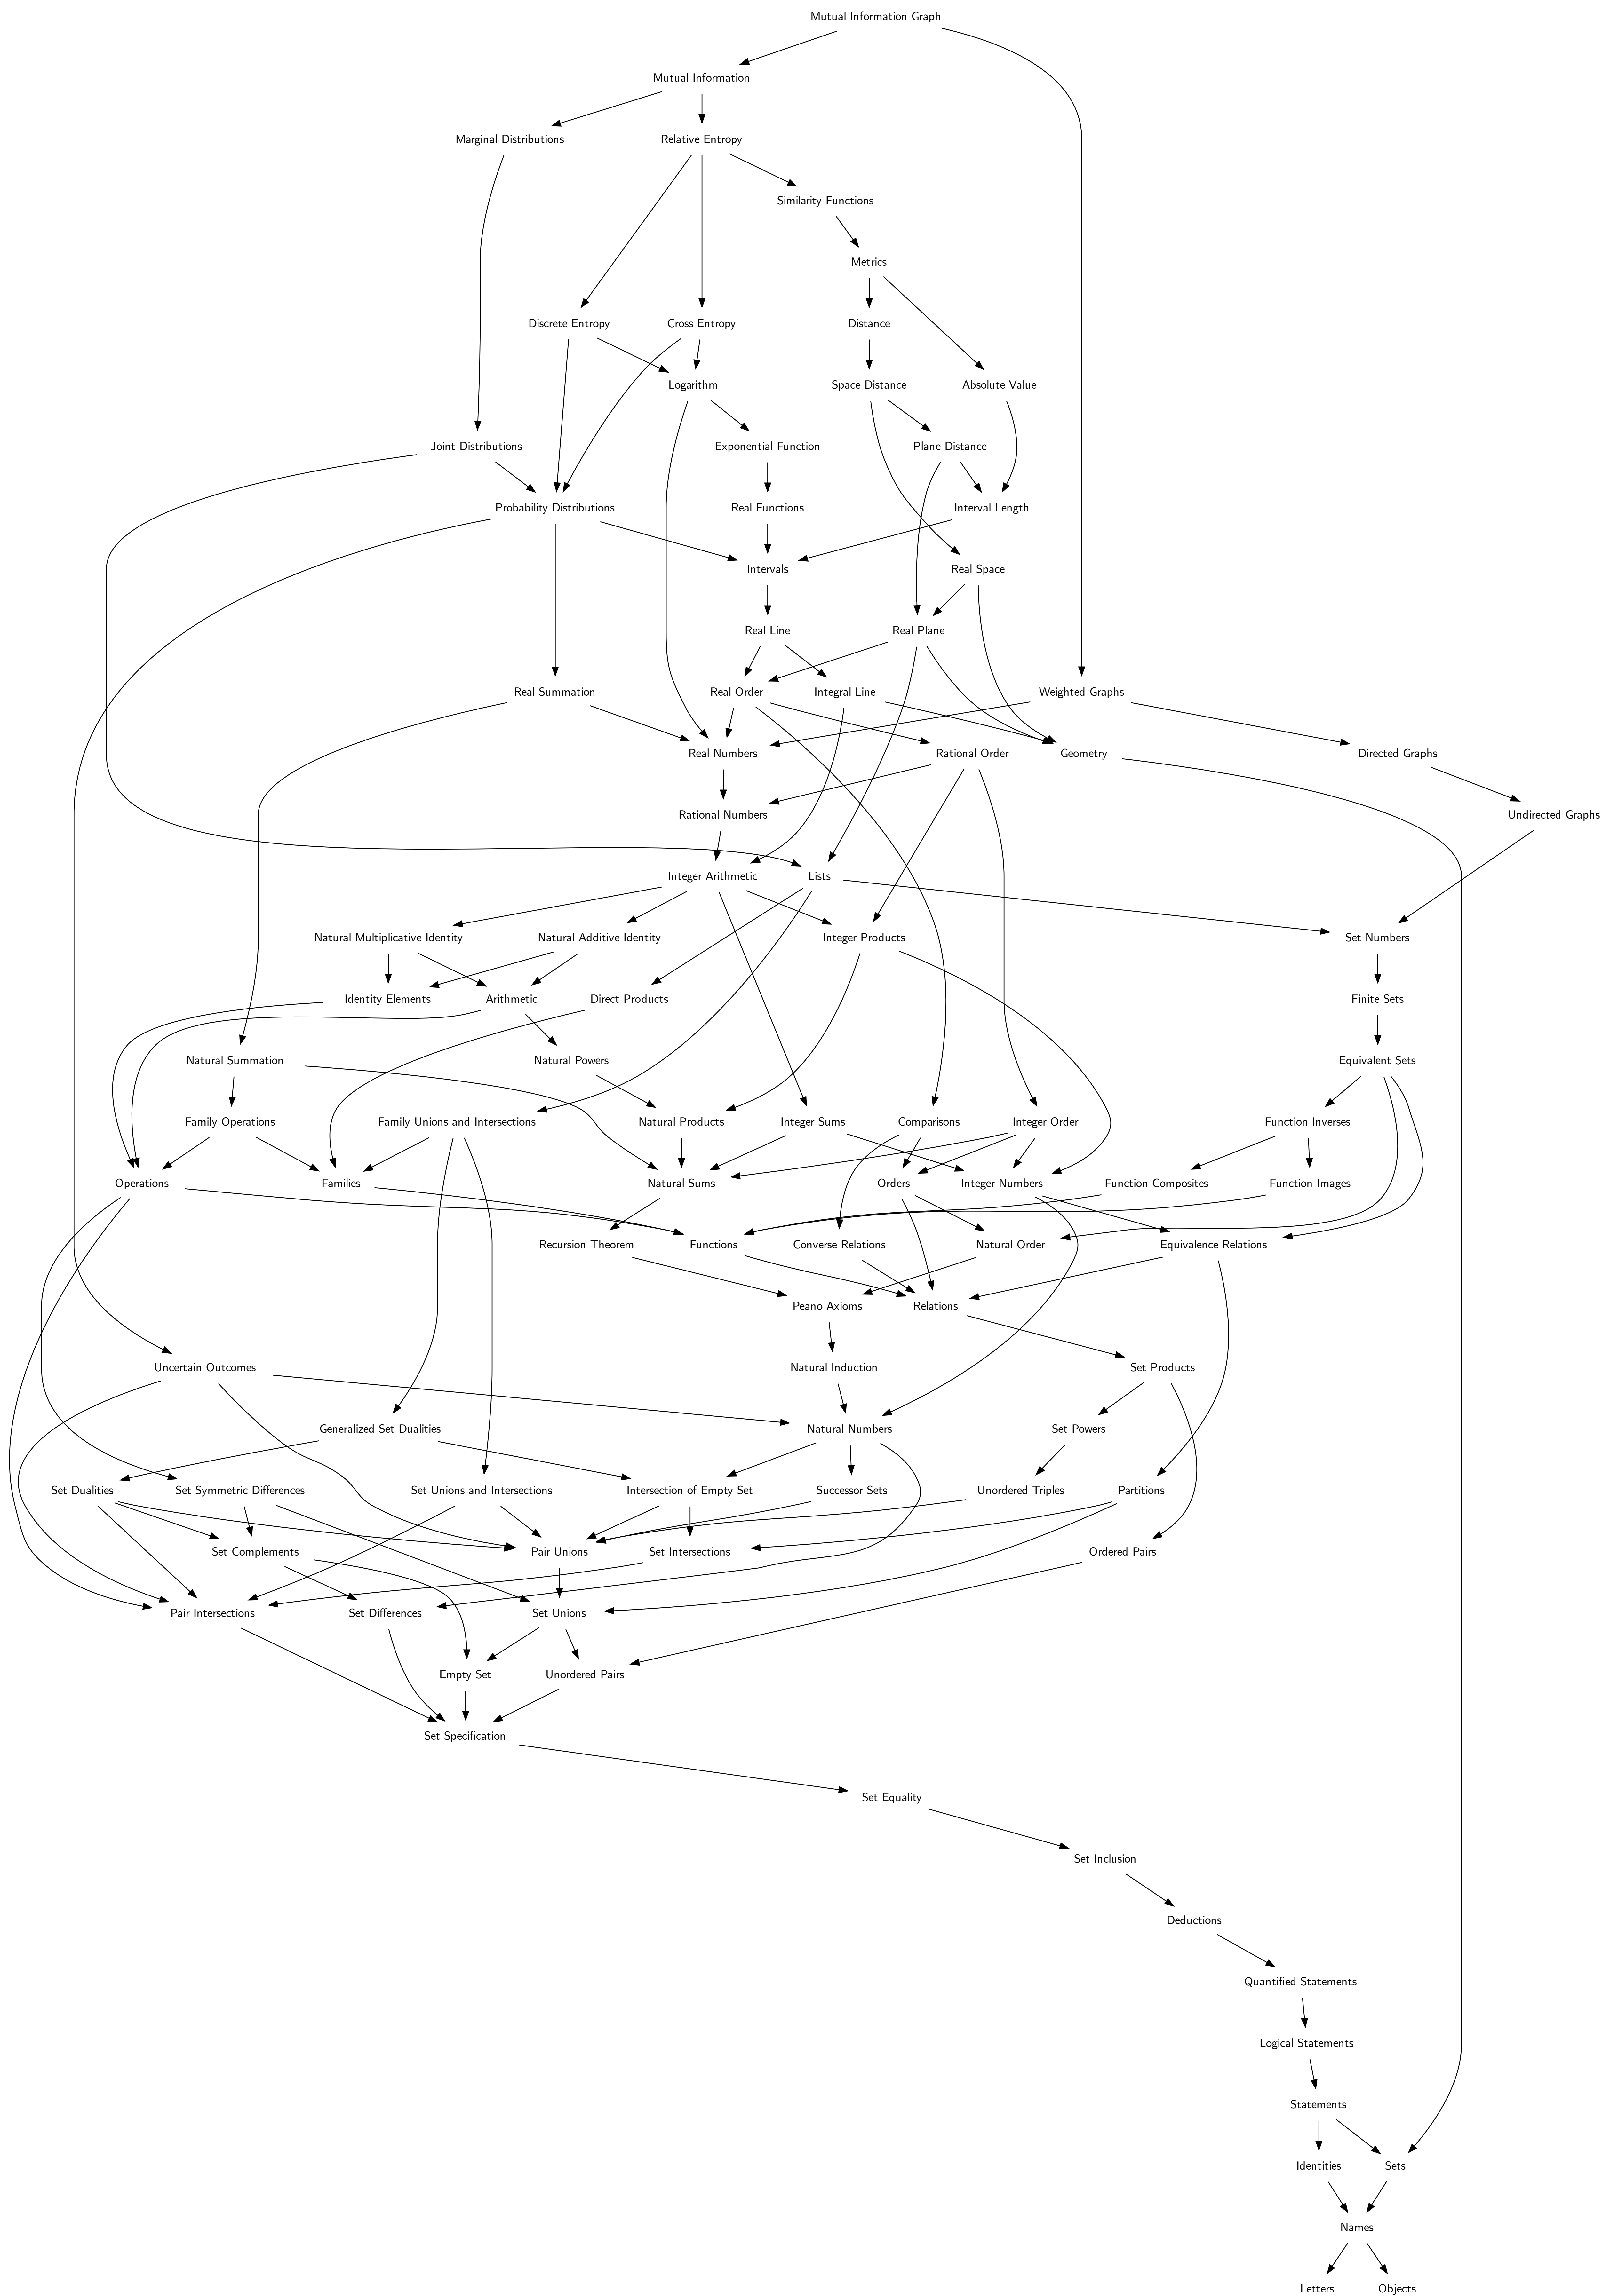 Mutual Information Graph
Mutual Information
Marginal Distributions
Relative Entropy
Similarity Functions
Metrics
Discrete Entropy
Cross Entropy
Distance
Logarithm
Space Distance
Absolute Value
Joint Distributions
Exponential Function
Plane Distance
Probability Distributions
Real Functions
Interval Length
Intervals
Real Space
Real Line
Real Plane
Real Summation
Real Order
Integral Line
Weighted Graphs
Real Numbers
Rational Order
Geometry
Directed Graphs
Rational Numbers
Undirected Graphs
Integer Arithmetic
Lists
Natural Multiplicative Identity
Natural Additive Identity
Integer Products
Set Numbers
Identity Elements
Arithmetic
Direct Products
Finite Sets
Natural Summation
Natural Powers
Equivalent Sets
Family Operations
Family Unions and Intersections
Natural Products
Integer Sums
Comparisons
Integer Order
Function Inverses
Operations
Families
Natural Sums
Orders
Integer Numbers
Function Composites
Function Images
Recursion Theorem
Functions
Converse Relations
Natural Order
Equivalence Relations
Peano Axioms
Relations
Uncertain Outcomes
Natural Induction
Set Products
Generalized Set Dualities
Natural Numbers
Set Powers
Set Dualities
Set Symmetric Differences
Set Unions and Intersections
Intersection of Empty Set
Successor Sets
Unordered Triples
Partitions
Set Complements
Pair Unions
Set Intersections
Ordered Pairs
Pair Intersections
Set Differences
Set Unions
Empty Set
Unordered Pairs
Set Specification
Set Equality
Set Inclusion
Deductions
Quantified Statements
Logical Statements
Statements
Identities
Sets
Names
Letters
Objects